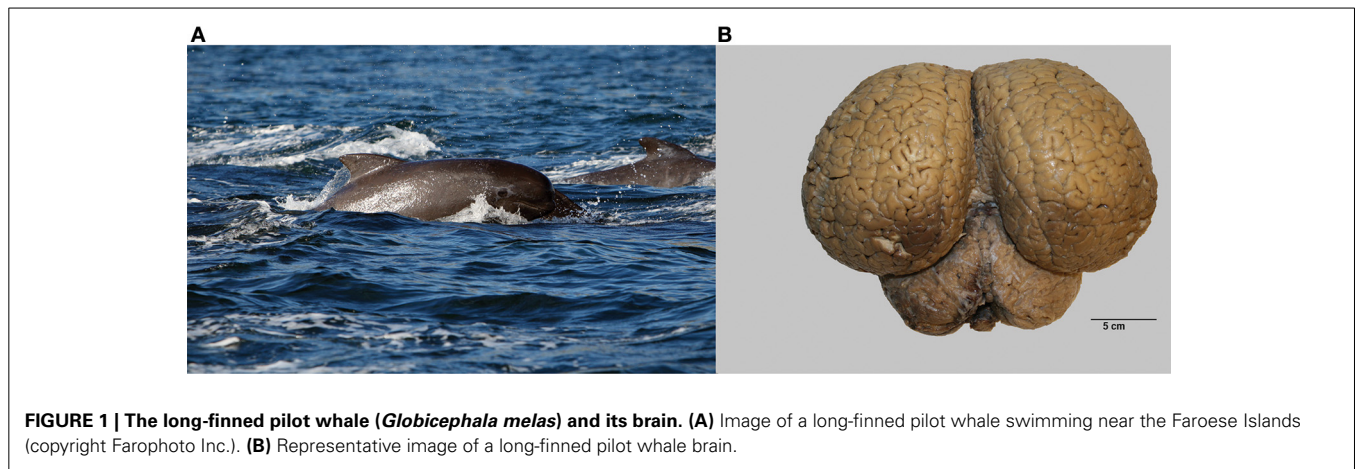 A
B
5 cm
FIGURE 1 | The long-finned pilot whale (Globicephala melas) and its brain. (A) Image of a long-finned pilot whale swimming near the Faroese Islands
(copyright Farophoto Inc.). (B) Representative image of a long-finned pilot whale brain.